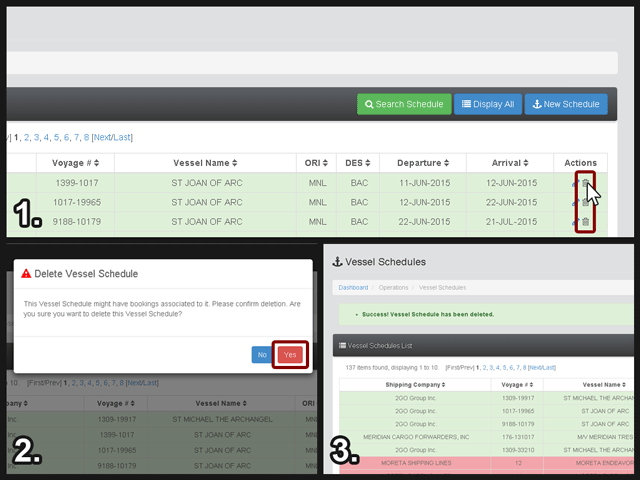 Search Schedule Display All New Schedule
v] 1, 2, 3, 4, 5, 6, 7, 8 [Next/Last]
Voyage # Vessel Name ORI DES Departure Arrival Actions
1399-1017 ST JOAN OF ARC MNL BAC 11-JUN-2015 12-JUN-2015
1017-19965 ST JOAN OF ARC MNL BAC 12-JUN-2015 22-JUN-2015
9188-10179 ST JOAN OF ARC MNL BAC 22-JUN-2015 21-JUL-2015
1.
Delete Vessel Schedule
This Vessel Schedule might have bookings associated to it. Please confirm deletion. Are
you sure you want to delete this Vessel Schedule?
No Yes
to 10. [First/Prev] 1, 2, 3, 4, 5, 6, 7, 8 [Next/Last]
ompany Voyage # Vessel Name ORI
Inc. 1309-19917 ST MICHAEL THE ARCHANGEL MNL
Inc. 1399-1017 ST JOAN OF ARC MNL
1017-19965 ST JOAN OF ARC MNL
9188-10179 ST JOAN OF ARC MNL
2.
Vessel Schedules
Dashboard / Operations / Vessel Schedules
Success! Vessel Schedule has been deleted.
Vessel Schedules List
137 items found, displaying 1 to 10. [First/Prev] 1, 2, 3, 4, 5, 6, 7, 8 [Next/Last]
Shipping Company Voyage # Vessel Name
2GO Group Inc. 1309-19917 ST MICHAEL THE ARCHA
2GO Group Inc. 1017-19965 ST JOAN OF ARC
2GO Group Inc. 9188-10179 ST JOAN OF ARC
MERIDIAN CARGO FORWARDERS, INC 176-131017 M/V MERIDIAN TRES
2GO Group Inc. 1309-33210 ST MICHAEL THE ARCHA
MORETA SHIPPING LINES 12 MORETA ENDEAVOR
3.